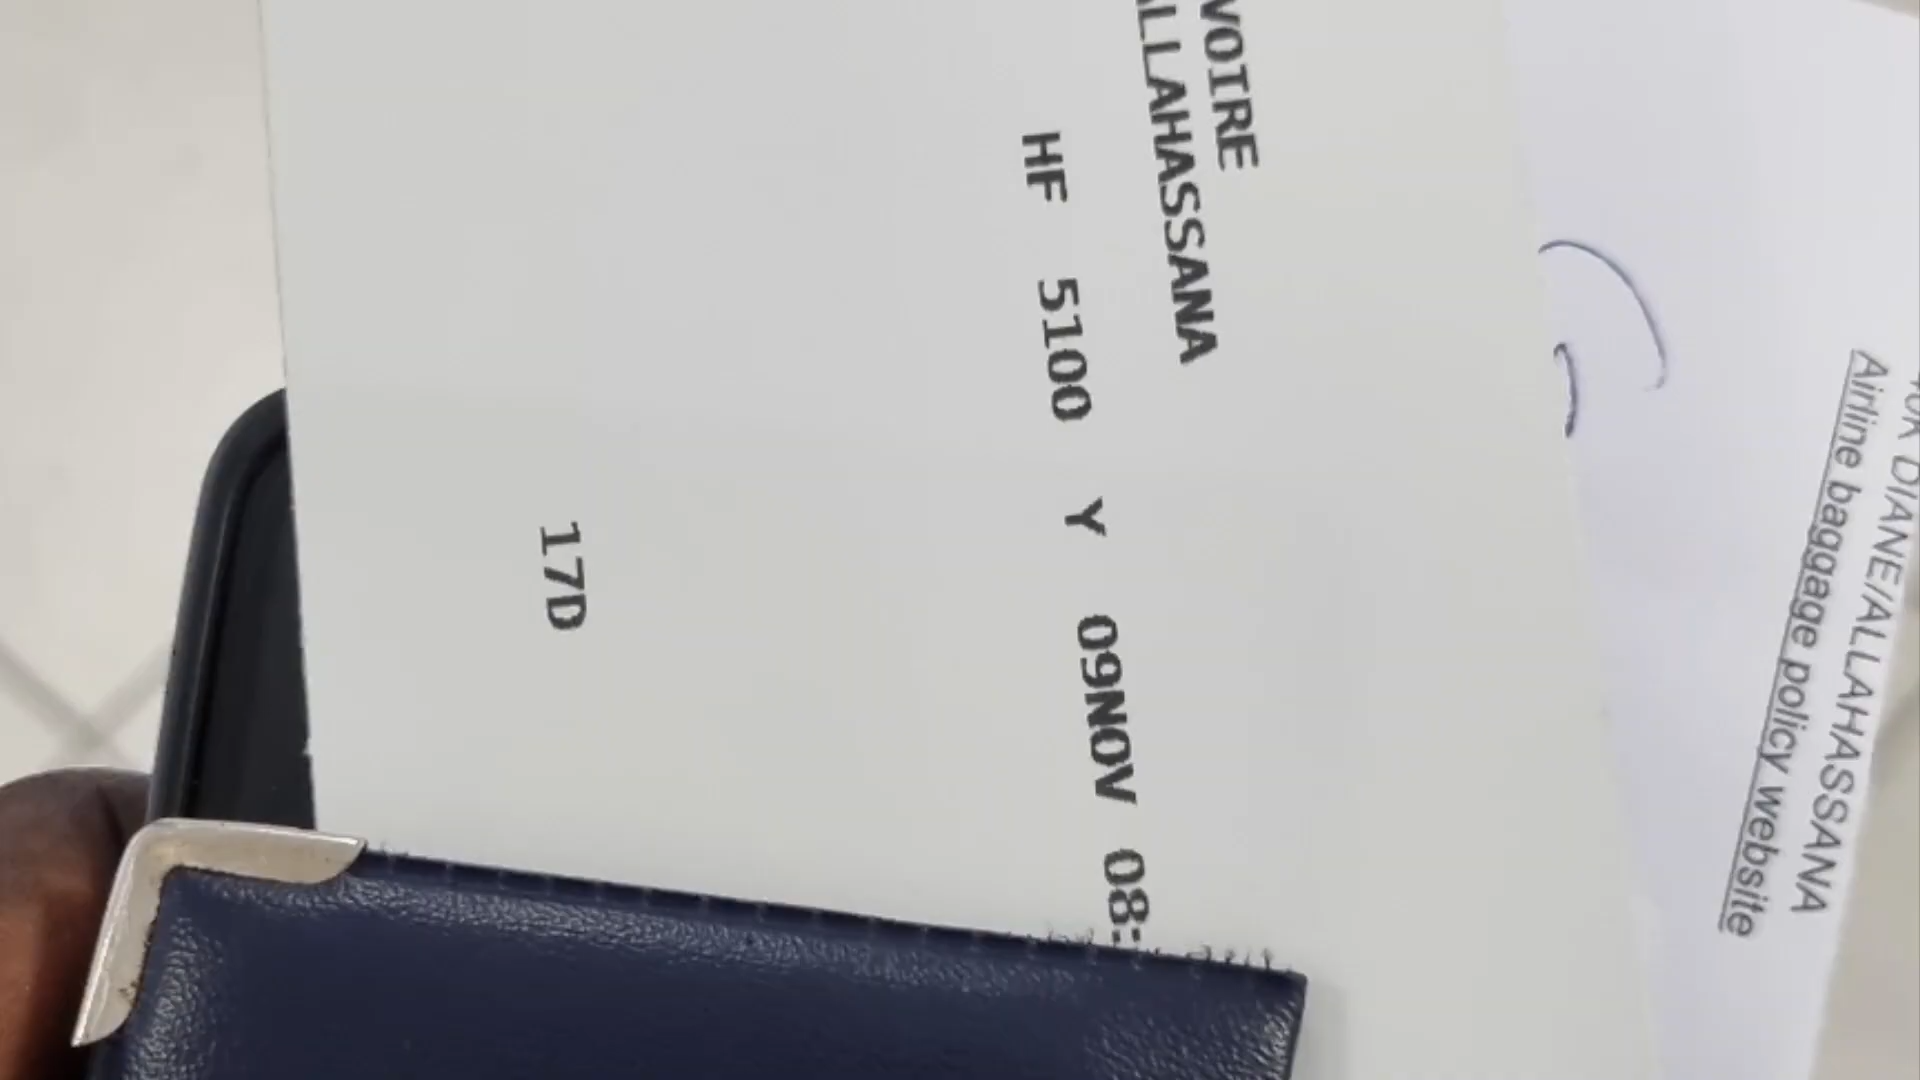 VOIRE
ALLAHASSANA
HF 5100 Y 09NOV 08:
17D
DIANE/ALLAHASSANA
Airline baggage policy website